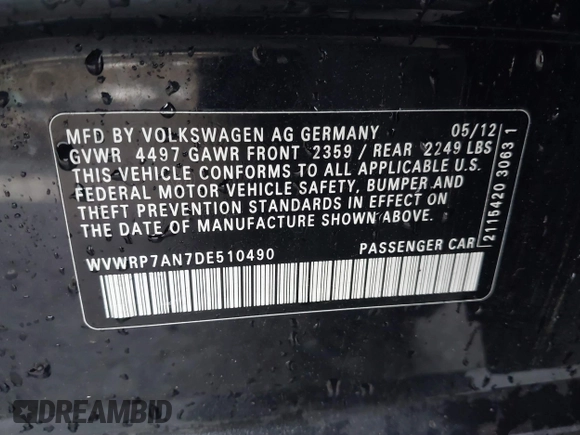 MFD BY VOLKSWAGEN AG GERMANY 05/12
GVWR 4497 GAWR FRONT 2359 / REAR 2249 LBS
THIS VEHICLE CONFORMS TO ALL APPLICABLE U.S.
FEDERAL MOTOR VEHICLE SAFETY, BUMPER AND
THEFT PREVENTION STANDARDS IN EFFECT ON
THE DATE OF MANUFACTURE SHOWN ABOVE.
WVWRP7AN7DE510490 PASSENGER CAR
2115420 3063 1
DREAMBID